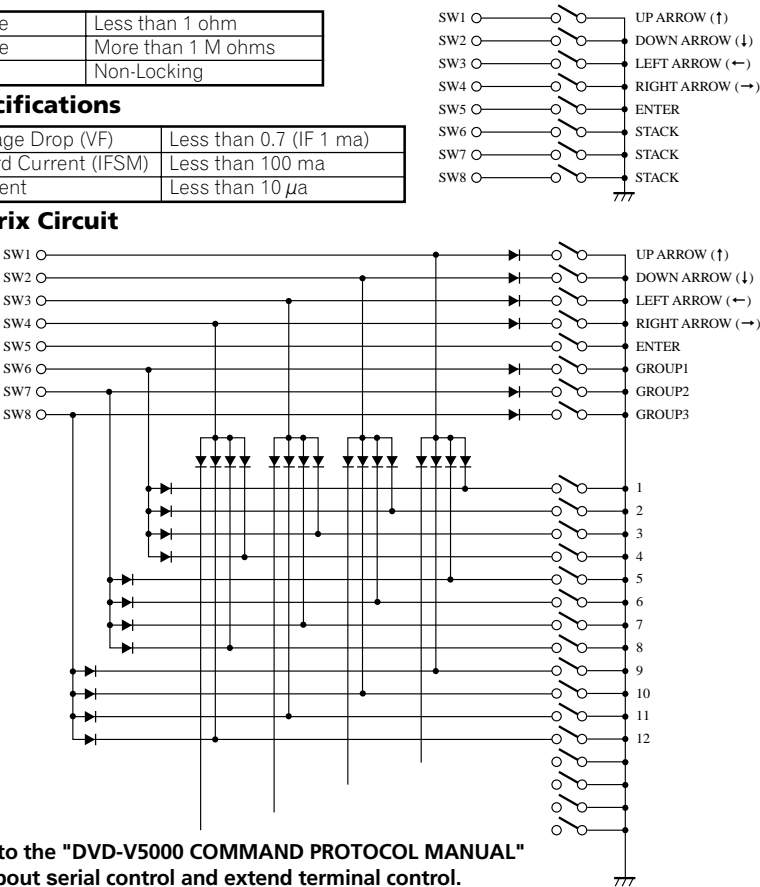 e Less than 1 ohm
e More than 1 M ohms
Non-Locking
cifications
age Drop (VF) Less than 0.7 (IF 1 ma)
rd Current (IFSM) Less than 100 ma
ent Less than 10 µa
SW1 UP ARROW (↑)
SW2 DOWN ARROW (↓)
SW3 LEFT ARROW (←)
SW4 RIGHT ARROW (→)
SW5 ENTER
SW6 STACK
SW7 STACK
SW8 STACK
rix Circuit
SW1 UP ARROW (↑)
SW2 DOWN ARROW (↓)
SW3 LEFT ARROW (←)
SW4 RIGHT ARROW (→)
SW5 ENTER
SW6 GROUP1
SW7 GROUP2
SW8 GROUP3
1
2
3
4
5
6
7
8
9
10
11
12
to the "DVD-V5000 COMMAND PROTOCOL MANUAL"
bout serial control and extend terminal control.